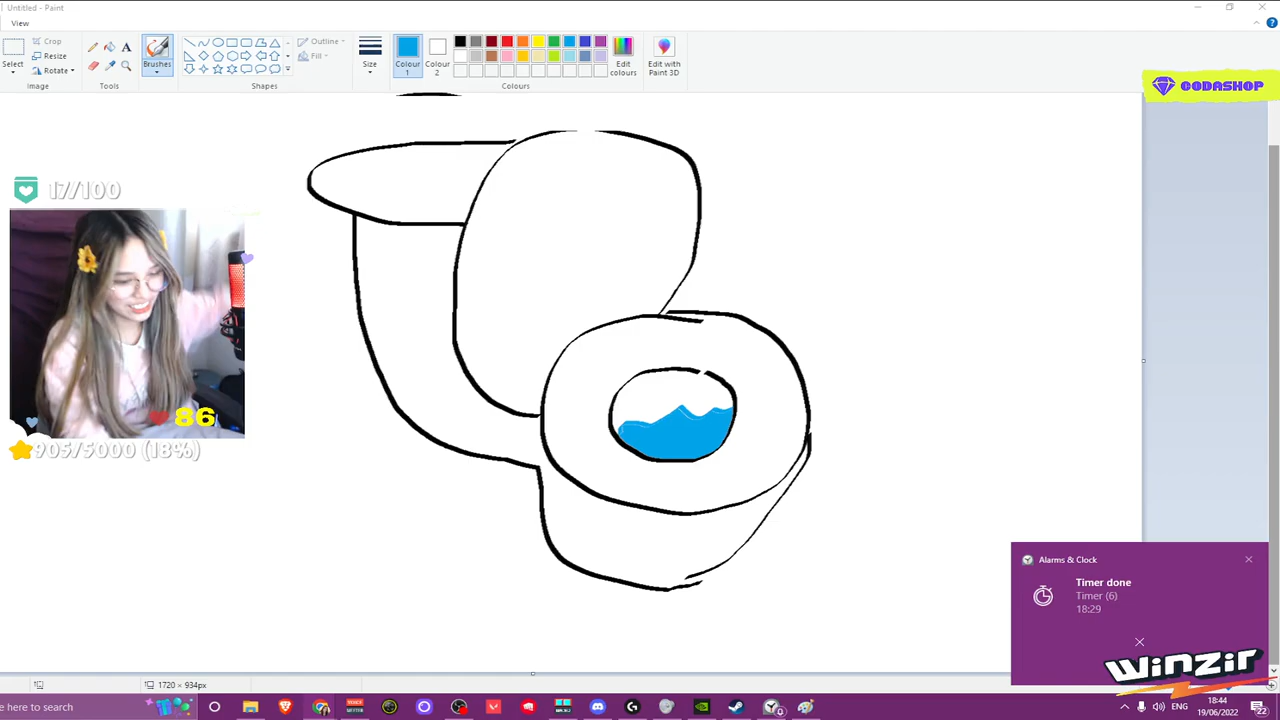 Untitled - Paint
View
Select
Crop
Resize
Rotate
Image
Tools
Brushes
Shapes
Outline
Fill
Size
Colour 1
Colour 2
Edit colours
Edit with Paint 3D
Colours
CODASHOP
17/100
86
905/5000 (18%)
Alarms & Clock
Timer done
Timer (6)
18:29
WINZIR
1720 × 934px
e here to search
ENG
18:44
19/06/2022
22